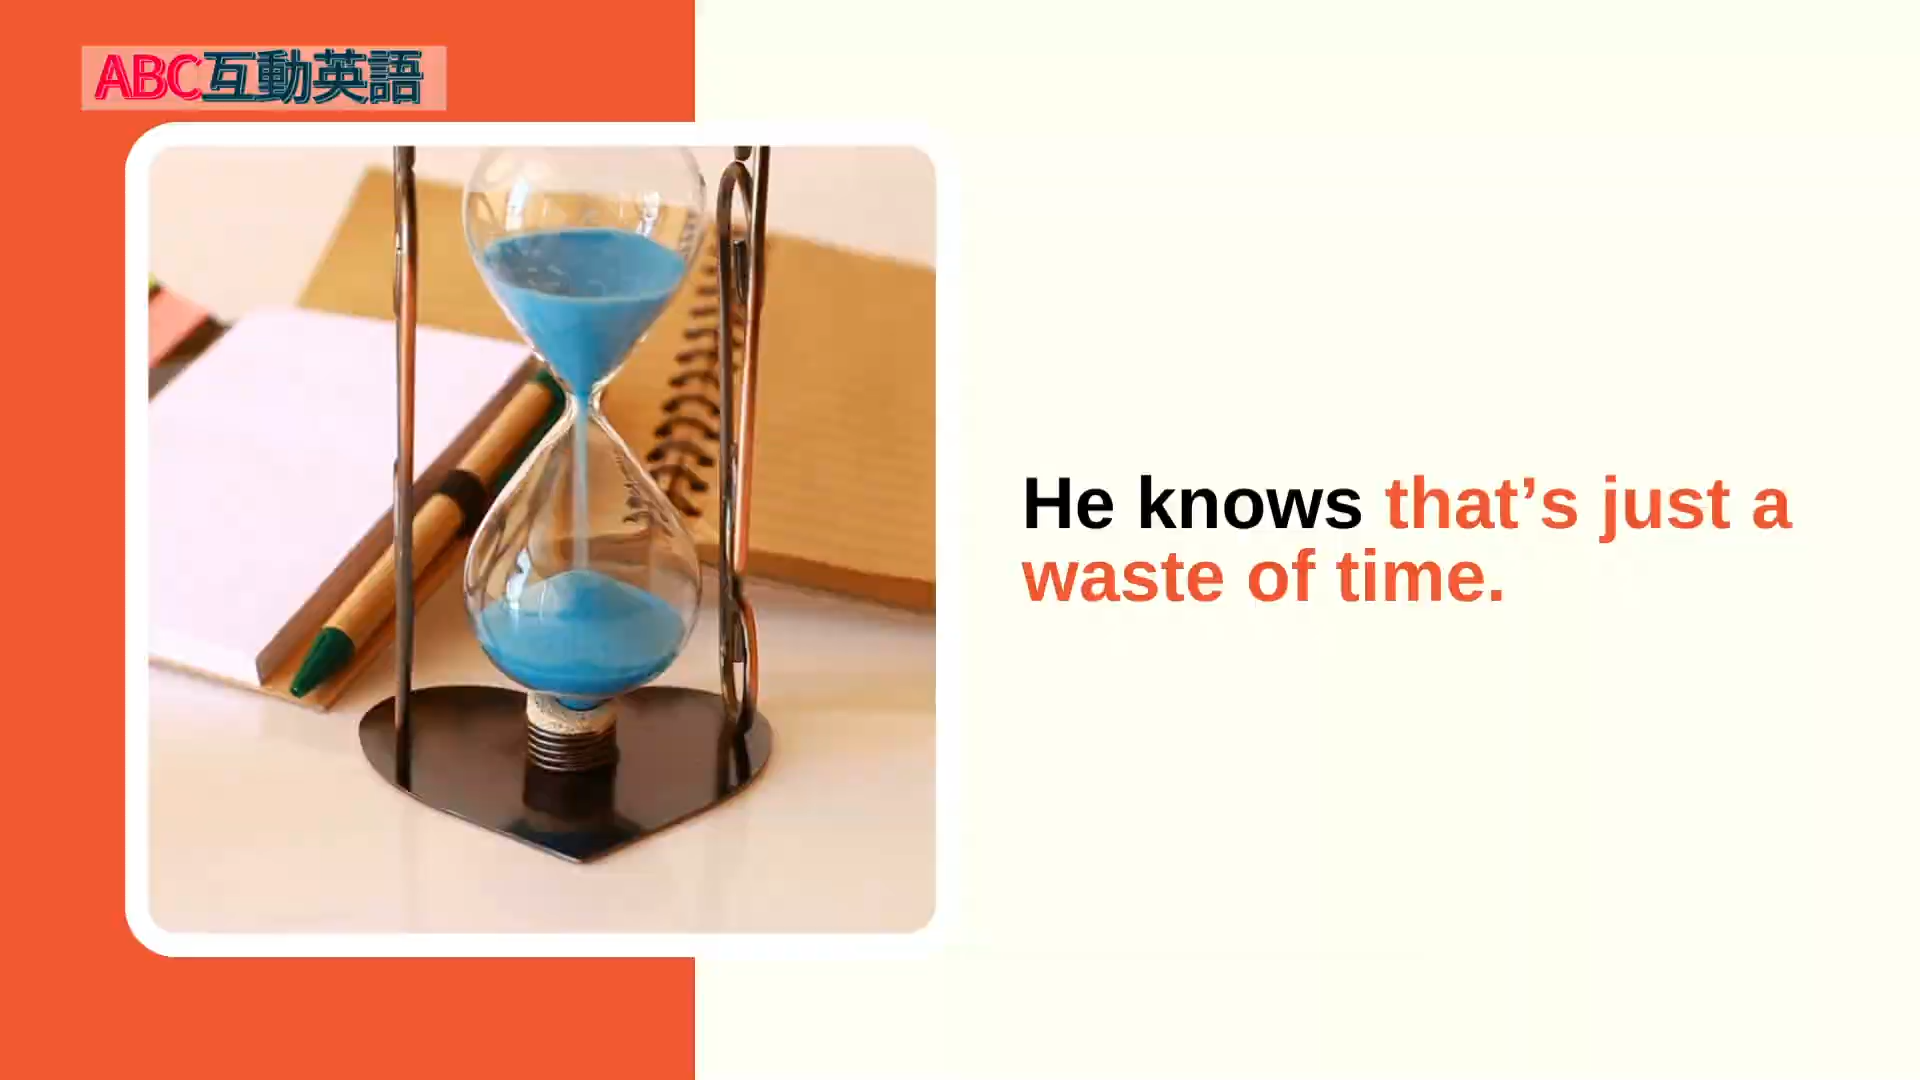 ABC互動英語
He knows that’s just a
waste of time.